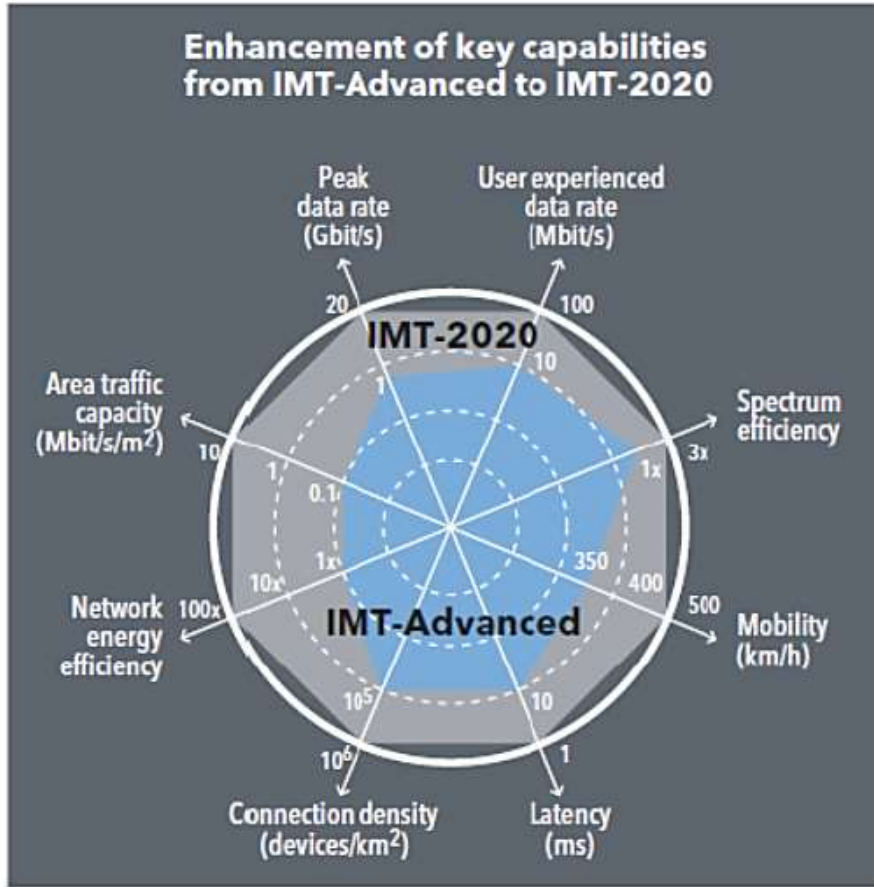 Enhancement of key capabilities
from IMT-Advanced to IMT-2020
Peak
data rate
(Gbit/s)
User experienced
data rate
(Mbit/s)
20
100
IMT-2020
1
10
Area traffic
capacity
(Mbit/s/m²)
Spectrum
efficiency
10
1
0.1
1x
3x
1x
10x
100x
350
400
500
Network
energy
efficiency
IMT-Advanced
Mobility
(km/h)
10⁵
10
10⁶
1
Connection density
(devices/km²)
Latency
(ms)